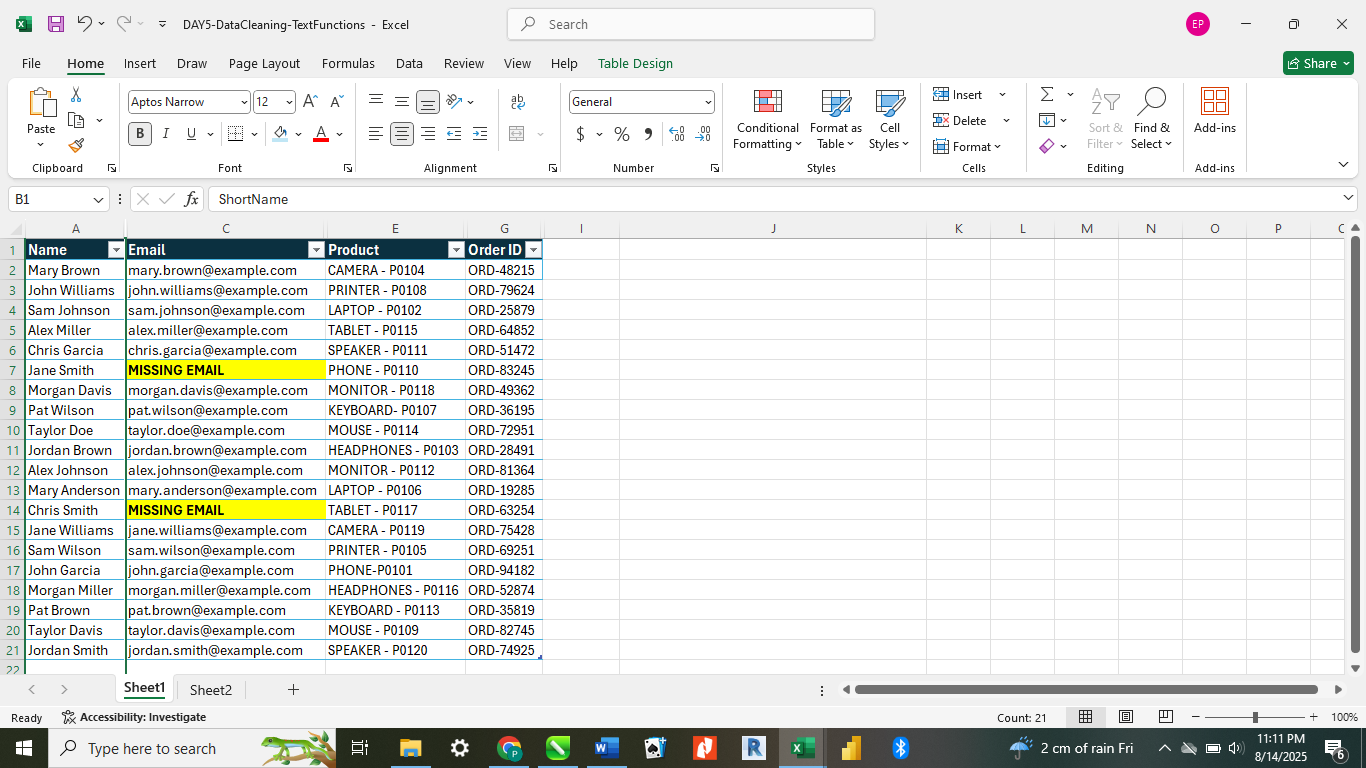 DAY5-DataCleaning-TextFunctions - Excel
Search
EP
File Home Insert Draw Page Layout Formulas Data Review View Help Table Design
Share
Paste
Clipboard
Aptos Narrow 12
B I U
Font
ab
Alignment
General
$ % ,
Number
Conditional Formatting
Format as Table
Cell Styles
Styles
Insert
Delete
Format
Cells
Sort & Filter
Find & Select
Editing
Add-ins
Add-ins
B1 fx ShortName
A C E G I J K L M N O P
1 Name Email Product Order ID
2 Mary Brown mary.brown@example.com CAMERA - P0104 ORD-48215
3 John Williams john.williams@example.com PRINTER - P0108 ORD-79624
4 Sam Johnson sam.johnson@example.com LAPTOP - P0102 ORD-25879
5 Alex Miller alex.miller@example.com TABLET - P0115 ORD-64852
6 Chris Garcia chris.garcia@example.com SPEAKER - P0111 ORD-51472
7 Jane Smith MISSING EMAIL PHONE - P0110 ORD-83245
8 Morgan Davis morgan.davis@example.com MONITOR - P0118 ORD-49362
9 Pat Wilson pat.wilson@example.com KEYBOARD- P0107 ORD-36195
10 Taylor Doe taylor.doe@example.com MOUSE - P0114 ORD-72951
11 Jordan Brown jordan.brown@example.com HEADPHONES - P0103 ORD-28491
12 Alex Johnson alex.johnson@example.com MONITOR - P0112 ORD-81364
13 Mary Anderson mary.anderson@example.com LAPTOP - P0106 ORD-19285
14 Chris Smith MISSING EMAIL TABLET - P0117 ORD-63254
15 Jane Williams jane.williams@example.com CAMERA - P0119 ORD-75428
16 Sam Wilson sam.wilson@example.com PRINTER - P0105 ORD-69251
17 John Garcia john.garcia@example.com PHONE-P0101 ORD-94182
18 Morgan Miller morgan.miller@example.com HEADPHONES - P0116 ORD-52874
19 Pat Brown pat.brown@example.com KEYBOARD - P0113 ORD-35819
20 Taylor Davis taylor.davis@example.com MOUSE - P0109 ORD-82745
21 Jordan Smith jordan.smith@example.com SPEAKER - P0120 ORD-74925
22
Sheet1 Sheet2
Ready Accessibility: Investigate Count: 21 100%
Type here to search
2 cm of rain Fri
11:11 PM
8/14/2025
6